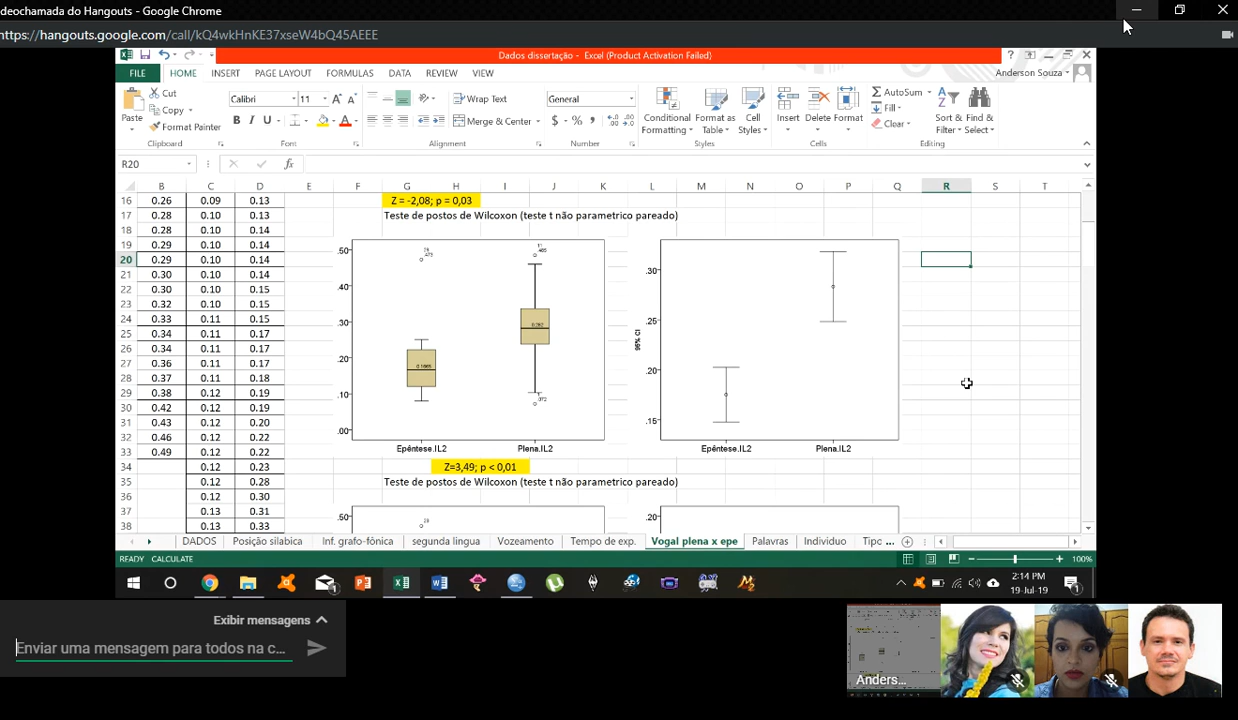 deochamada do Hangouts - Google Chrome
https://hangouts.google.com/call/kQ4wkHnKE37xseW4bQ45AEEE
Dados dissertação - Excel (Product Activation Failed)
FILE HOME INSERT PAGE LAYOUT FORMULAS DATA REVIEW VIEW Anderson Souza
Paste Cut Copy Format Painter
Calibri 11 B I U
Wrap Text Merge & Center
General $ % ,
Conditional Formatting Format as Table Cell Styles
Insert Delete Format
AutoSum Fill Clear Sort & Filter Find & Select
Clipboard Font Alignment Number Styles Cells Editing
R20 fx
B C D E F G H I J K L M N O P Q R S T
16 0.26 0.09 0.13 Z = -2,08; p = 0,03
17 0.28 0.10 0.13 Teste de postos de Wilcoxon (teste t não parametrico pareado)
18 0.28 0.10 0.14
19 0.29 0.10 0.14
20 0.29 0.10 0.14
21 0.30 0.10 0.14
22 0.30 0.10 0.15
23 0.32 0.10 0.15
24 0.33 0.11 0.15
25 0.34 0.11 0.17
26 0.34 0.11 0.17
27 0.36 0.11 0.17
28 0.37 0.11 0.18
29 0.38 0.12 0.19
30 0.42 0.12 0.19
31 0.43 0.12 0.20
32 0.46 0.12 0.22
33 0.49 0.12 0.22
34 0.12 0.23 Z=3,49; p < 0,01
35 0.12 0.28 Teste de postos de Wilcoxon (teste t não parametrico pareado)
36 0.12 0.30
37 0.13 0.31
38 0.13 0.33
.50
.40
.30
.20
.10
.00
Epêntese.IL2 Plena.IL2
95% CI
.30
.25
.20
.15
Epêntese.IL2 Plena.IL2
.50
.20
DADOS Posição silabica Inf. grafo-fônica segunda lingua Vozeamento Tempo de exp. Vogal plena x epe Palavras Individuo Tipo ...
READY CALCULATE 100%
2:14 PM
19-Jul-19
Exibir mensagens
Enviar uma mensagem para todos na c...
Anders...